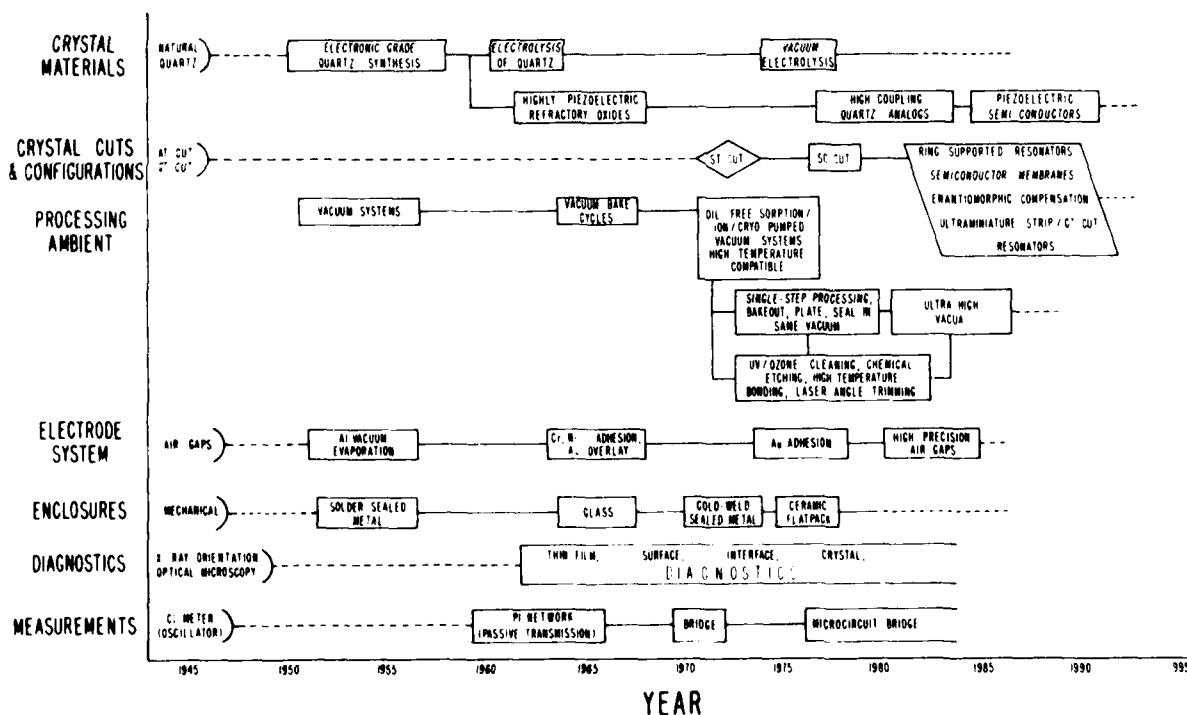 CRYSTAL
MATERIALS
NATURAL
QUARTZ
ELECTRONIC GRADE
QUARTZ SYNTHESIS
ELECTROLYSIS
OF QUARTZ
VACUUM
ELECTROLYSIS
HIGHLY PIEZOELECTRIC
REFRACTORY OXIDES
HIGH COUPLING
QUARTZ ANALOGS
PIEZOELECTRIC
SEMI CONDUCTORS
CRYSTAL CUTS
& CONFIGURATIONS
AT CUT
CUT
ST CUT
SC CUT
RING SUPPORTED RESONATORS
SEMICONDUCTOR MEMBRANES
ENANTIOMORPHIC COMPENSATION
ULTRAMINIATURE STRIP / GT CUT
RESONATORS
PROCESSING
AMBIENT
VACUUM SYSTEMS
VACUUM BAKE
CYCLES
OIL FREE SORPTION/
ION/CRYO PUMPED
VACUUM SYSTEMS
HIGH TEMPERATURE
COMPATIBLE
SINGLE-STEP PROCESSING,
BAKEOUT, PLATE, SEAL IN
SAME VACUUM
ULTRA HIGH
VACUA
UV/OZONE CLEANING, CHEMICAL
ETCHING, HIGH TEMPERATURE
BONDING, LASER ANGLE TRIMMING
ELECTRODE
SYSTEM
AIR GAPS
Al VACUUM
EVAPORATION
ADHESION,
OVERLAY
Au ADHESION
HIGH PRECISION
AIR GAPS
ENCLOSURES
MECHANICAL
SOLDER SEALED
METAL
GLASS
COLD-WELD
SEALED METAL
CERAMIC
FLATPACK
DIAGNOSTICS
X RAY ORIENTATION
OPTICAL MICROSCOPY
THIN FILM, SURFACE, INTERFACE, CRYSTAL,
DIAGNOSTICS
MEASUREMENTS
CI METER
(OSCILLATOR)
PI NETWORK
(PASSIVE TRANSMISSION)
BRIDGE
MICROCIRCUIT BRIDGE
1945 1950 1955 1960 1965 1970 1975 1980 1985 1990 995
YEAR